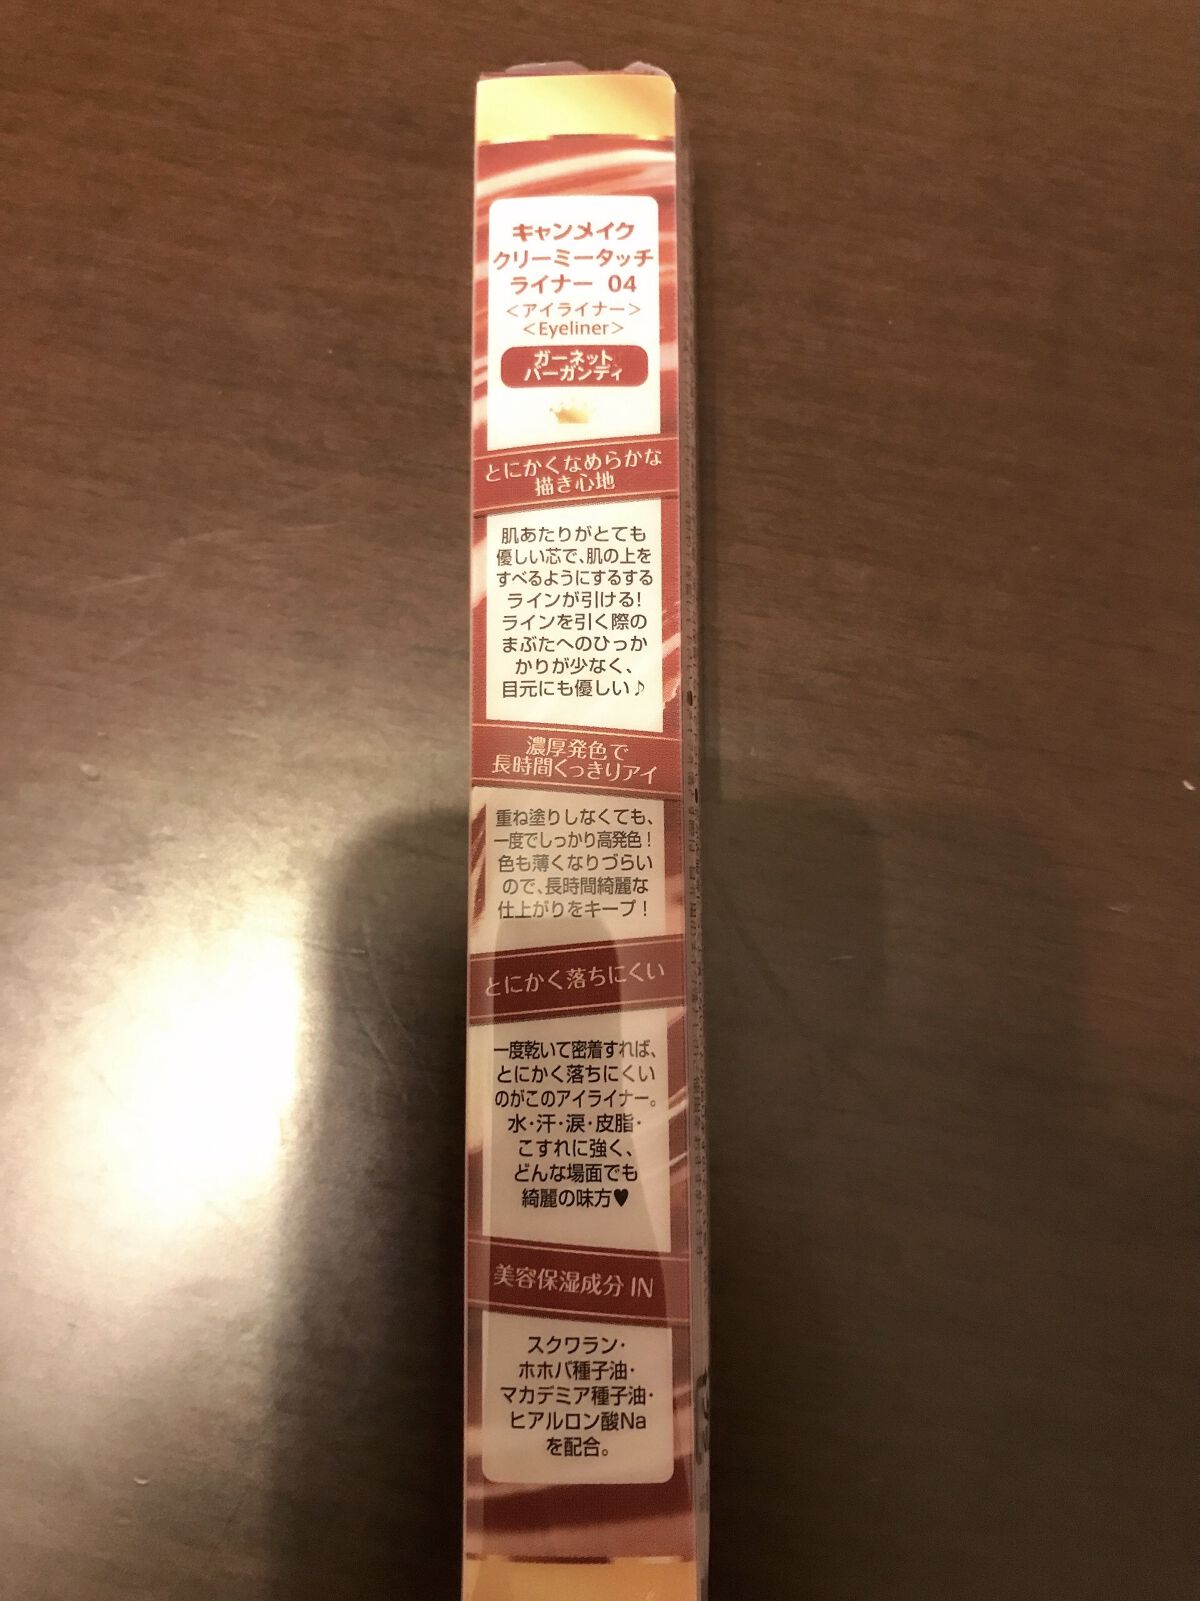 キャンメイク
クリーミータッチ
ライナー 04
＜アイライナー＞
＜Eyeliner＞
ガーネット
バーガンディ
とにかくなめらかな
描き心地
肌あたりがとても
優しい芯で、肌の上を
すべるようにするする
ラインが引ける!
ラインを引く際の
まぶたへのひっか
かりが少なく、
目元にも優しい♪
濃厚発色で
長時間くっきりアイ
重ね塗りしなくても、
一度でしっかり高発色!
色も薄くなりづらい
ので、長時間綺麗な
仕上がりをキープ!
とにかく落ちにくい
一度乾いて密着すれば、
とにかく落ちにくい
のがこのアイライナー。
水・汗・涙・皮脂・
こすれに強く、
どんな場面でも
綺麗の味方♥
美容保湿成分 IN
スクワラン・
ホホバ種子油・
マカデミア種子油・
ヒアルロン酸Na
を配合。